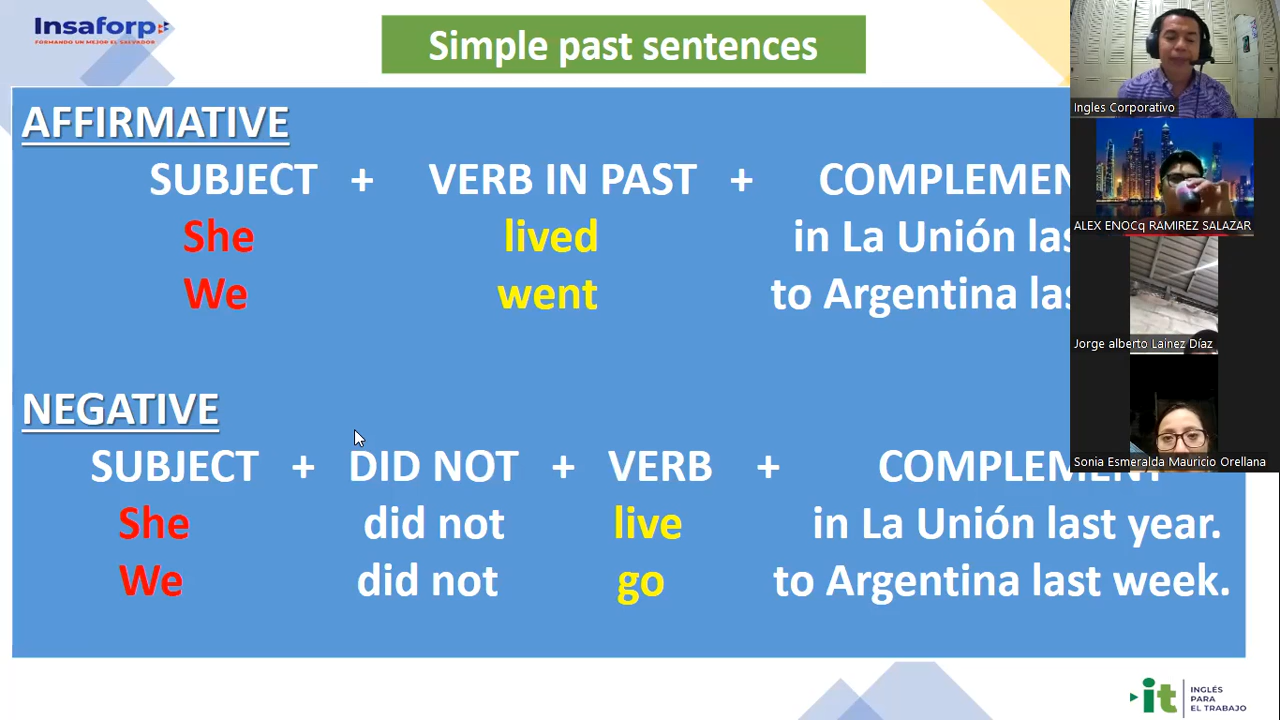 Insaforp
FORMANDO UN MEJOR EL SALVADOR
Simple past sentences
AFFIRMATIVE
SUBJECT + VERB IN PAST + COMPLEMEN
She lived in La Unión las
We went to Argentina las
NEGATIVE
SUBJECT + DID NOT + VERB + COMPLEMENT
She did not live in La Unión last year.
We did not go to Argentina last week.
Ingles Corporativo
ALEX ENOCq RAMIREZ SALAZAR
Jorge alberto Lainez Díaz
Sonia Esmeralda Mauricio Orellana
it
INGLÉS
PARA
EL TRABAJO